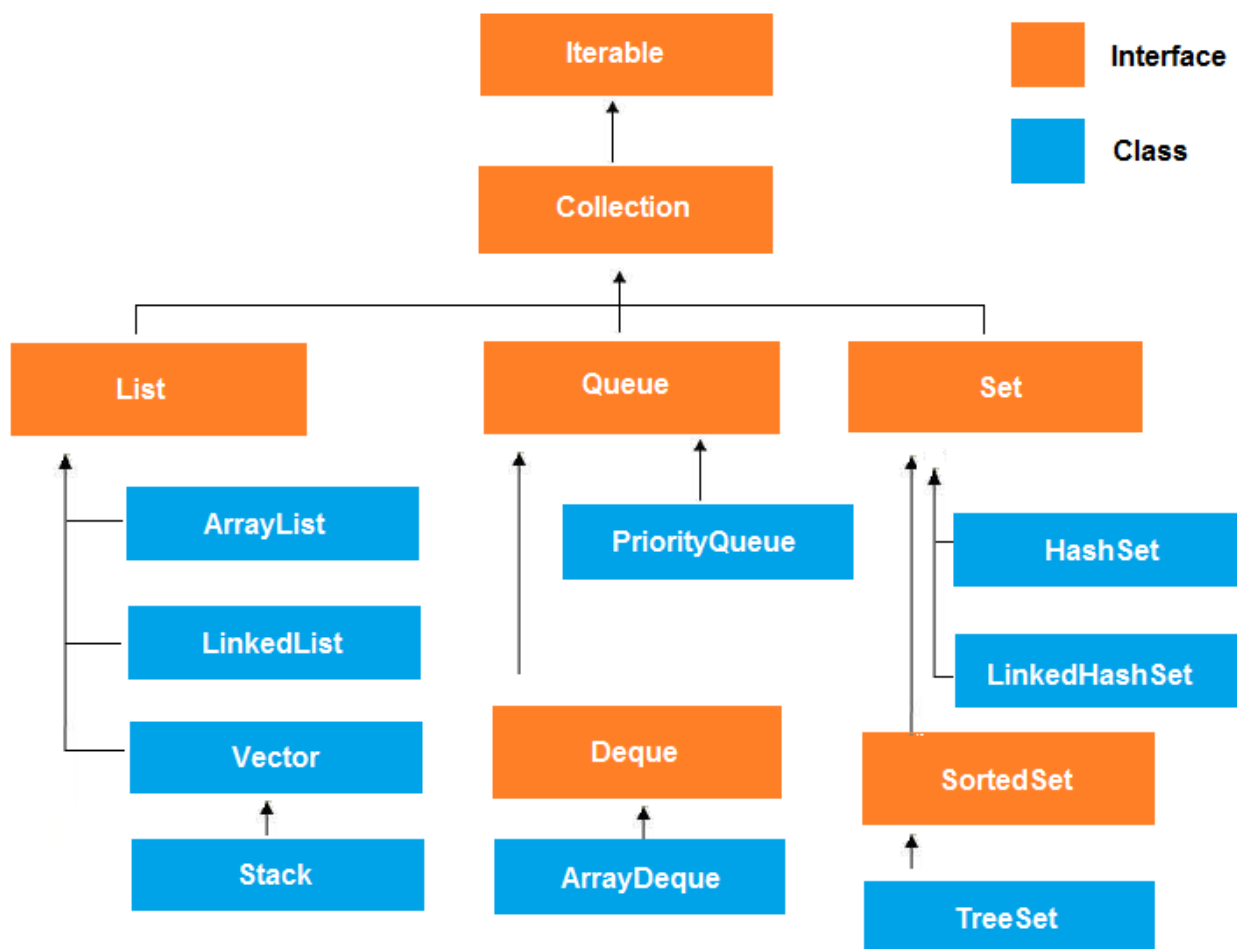 Iterable
Interface
Class
Collection
List
Queue
Set
ArrayList
PriorityQueue
HashSet
LinkedList
LinkedHashSet
Vector
Deque
SortedSet
Stack
ArrayDeque
TreeSet